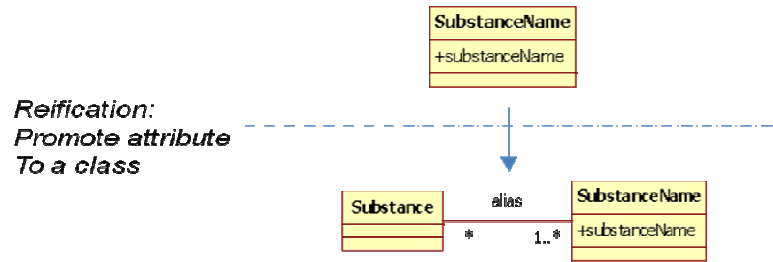 SubstanceName
+substanceName
Reification:
Promote attribute
To a class
Substance
alias
* 1..*
SubstanceName
+substanceName